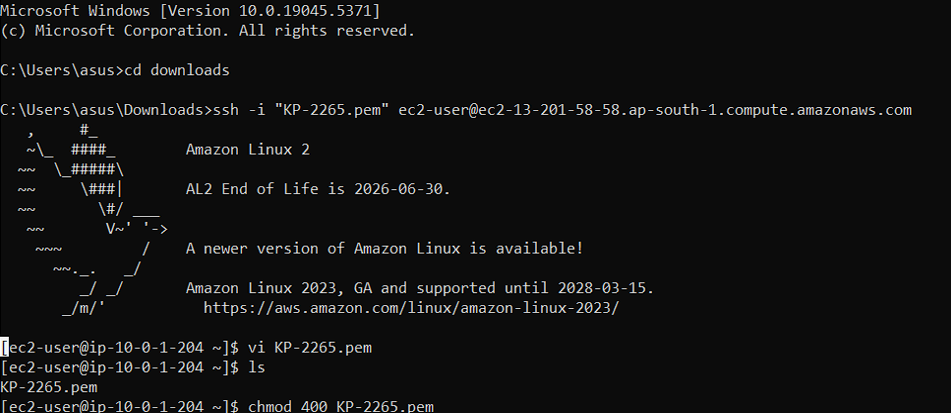 Microsoft Windows [Version 10.0.19045.5371]
(c) Microsoft Corporation. All rights reserved.
C:\Users\asus>cd downloads
C:\Users\asus\Downloads>ssh -i "KP-2265.pem" ec2-user@ec2-13-201-58-58.ap-south-1.compute.amazonaws.com
   ,     #_
   ~\_  ####_        Amazon Linux 2
  ~~  \_#####\
  ~~     \###|       AL2 End of Life is 2026-06-30.
  ~~       \#/ ___
   ~~       V~' '->
    ~~~         /    A newer version of Amazon Linux is available!
      ~~._.   _/
         _/ _/       Amazon Linux 2023, GA and supported until 2028-03-15.
       _/m/'           https://aws.amazon.com/linux/amazon-linux-2023/
[ec2-user@ip-10-0-1-204 ~]$ vi KP-2265.pem
[ec2-user@ip-10-0-1-204 ~]$ ls
KP-2265.pem
[ec2-user@ip-10-0-1-204 ~]$ chmod 400 KP-2265.pem